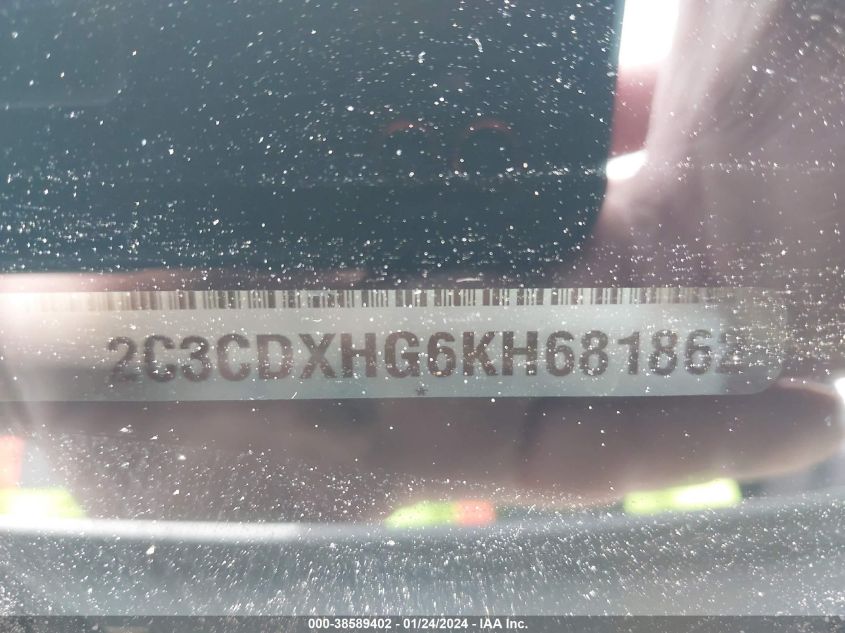 2C3CDXHG6KH681862
*
000-38589402 - 01/24/2024 - IAA Inc.